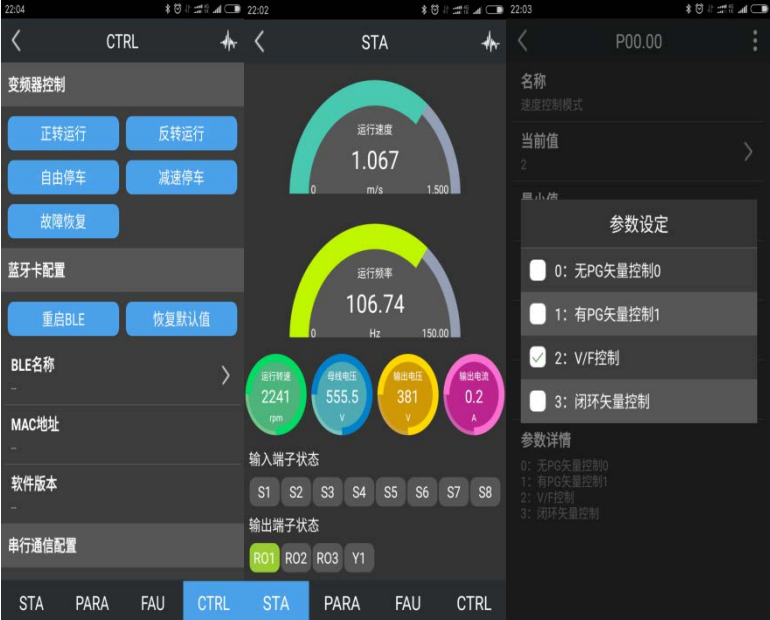 22:04
CTRL
变频器控制
正转运行 反转运行
自由停车 减速停车
故障恢复
蓝牙卡配置
重启BLE 恢复默认值
BLE名称
--
MAC地址
--
软件版本
--
串行通信配置
STA PARA FAU CTRL
22:02
STA
运行速度
1.067
0 m/s 1.500
运行频率
106.74
0 Hz 150.00
运行转速 母线电压 输出电压 输出电流
2241 555.5 381 0.2
rpm V V A
输入端子状态
S1 S2 S3 S4 S5 S6 S7 S8
输出端子状态
RO1 RO2 RO3 Y1
STA PARA FAU CTRL
22:03
P00.00
名称
速度控制模式
当前值
2
最小值
参数设定
0：无PG矢量控制0
1：有PG矢量控制1
2：V/F控制
3：闭环矢量控制
参数详情
0：无PG矢量控制0
1：有PG矢量控制1
2：V/F控制
3：闭环矢量控制